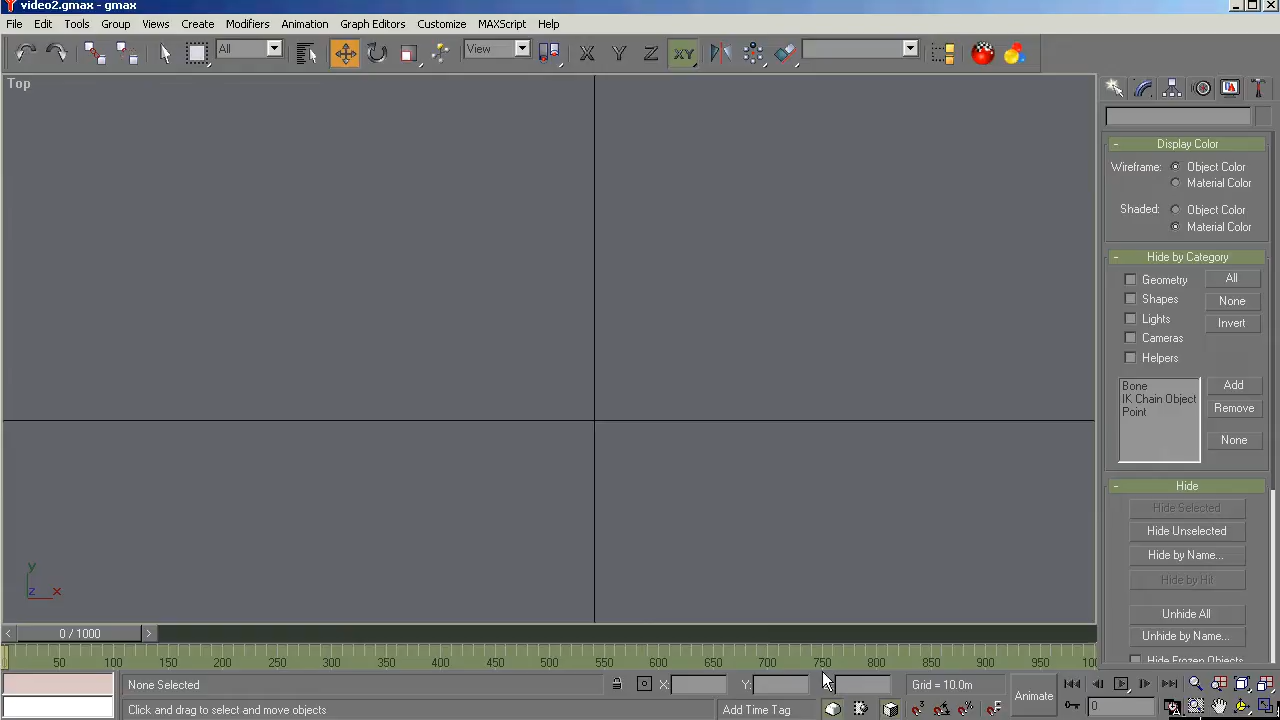 video2.gmax - gmax
File Edit Tools Group Views Create Modifiers Animation Graph Editors Customize MAXScript Help
All View X Y Z XY
Top
Display Color
Wireframe: Object Color
Material Color
Shaded: Object Color
Material Color
Hide by Category
Geometry All
Shapes None
Lights Invert
Cameras
Helpers
Bone Add
IK Chain Object
Point Remove
None
Hide
Hide Selected
Hide Unselected
Hide by Name...
Hide by Hit
Unhide All
Unhide by Name...
Hide Frozen Objects
y
z x
0 / 1000
50 100 150 200 250 300 350 400 450 500 550 600 650 700 750 800 850 900 950
None Selected X: Y: Grid = 10.0m Animate
Click and drag to select and move objects Add Time Tag 0